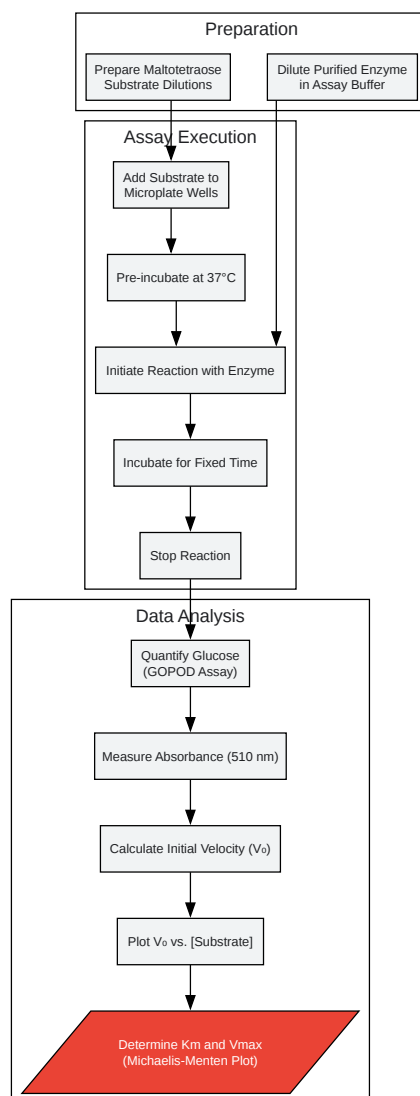 Preparation
Prepare Maltotetraose
Substrate Dilutions
Dilute Purified Enzyme
in Assay Buffer
Assay Execution
Add Substrate to
Microplate Wells
Pre-incubate at 37°C
Initiate Reaction with Enzyme
Incubate for Fixed Time
Stop Reaction
Data Analysis
Quantify Glucose
(GOPOD Assay)
Measure Absorbance (510 nm)
Calculate Initial Velocity (V₀)
Plot V₀ vs. [Substrate]
Determine Km and Vmax
(Michaelis-Menten Plot)